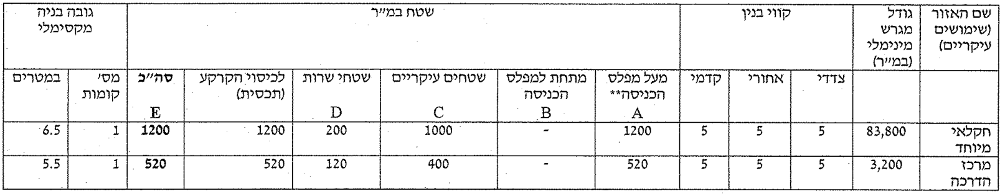 שם האזור (שימושים עיקריים) | גודל מגרש מינימלי (במ״ר) | קווי בנין | שטח במ״ר | גובה בניה מקסימלי
צדדי | אחורי | קדמי | מעל מפלס הכניסה** A | מתחת למפלס הכניסה B | שטחים עיקריים C | שטחי שרות D | לכיסוי הקרקע (תכסית) | סה״כ E | מס׳ קומות | במטרים
חקלאי מיוחד | 83,800 | 5 | 5 | 5 | 1200 | - | 1000 | 200 | 1200 | 1200 | 1 | 6.5
מרכז הדרכה | 3,200 | 5 | 5 | 5 | 520 | - | 400 | 120 | 520 | 520 | 1 | 5.5